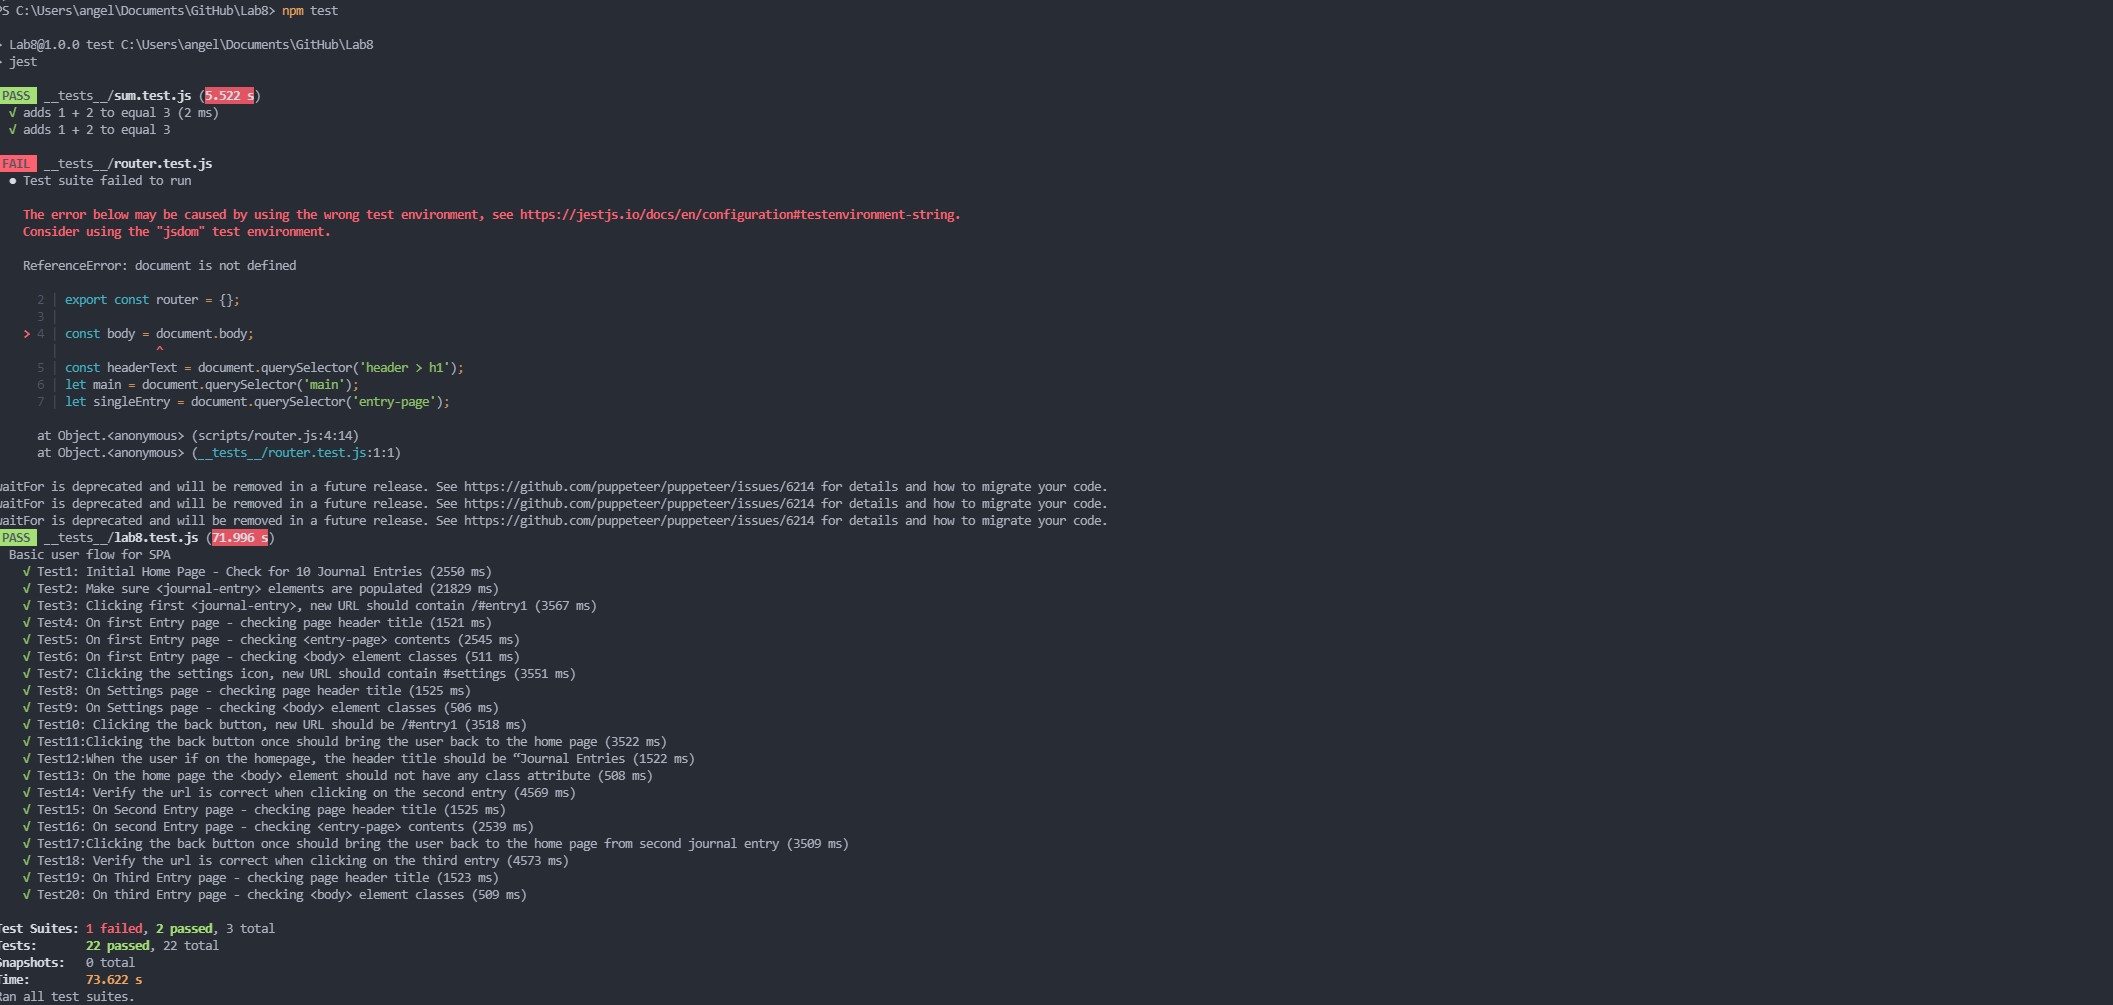 PS C:\Users\angel\Documents\GitHub\Lab8> npm test
> Lab8@1.0.0 test C:\Users\angel\Documents\GitHub\Lab8
> jest
PASS __tests__/sum.test.js (5.522 s)
√ adds 1 + 2 to equal 3 (2 ms)
√ adds 1 + 2 to equal 3
FAIL __tests__/router.test.js
● Test suite failed to run
The error below may be caused by using the wrong test environment, see https://jestjs.io/docs/en/configuration#testenvironment-string.
Consider using the "jsdom" test environment.
ReferenceError: document is not defined
2 | export const router = {};
3 |
> 4 | const body = document.body;
| ^
5 | const headerText = document.querySelector('header > h1');
6 | let main = document.querySelector('main');
7 | let singleEntry = document.querySelector('entry-page');
at Object.<anonymous> (scripts/router.js:4:14)
at Object.<anonymous> (__tests__/router.test.js:1:1)
waitFor is deprecated and will be removed in a future release. See https://github.com/puppeteer/puppeteer/issues/6214 for details and how to migrate your code.
waitFor is deprecated and will be removed in a future release. See https://github.com/puppeteer/puppeteer/issues/6214 for details and how to migrate your code.
waitFor is deprecated and will be removed in a future release. See https://github.com/puppeteer/puppeteer/issues/6214 for details and how to migrate your code.
PASS __tests__/lab8.test.js (71.996 s)
Basic user flow for SPA
√ Test1: Initial Home Page - Check for 10 Journal Entries (2550 ms)
√ Test2: Make sure <journal-entry> elements are populated (21829 ms)
√ Test3: Clicking first <journal-entry>, new URL should contain /#entry1 (3567 ms)
√ Test4: On first Entry page - checking page header title (1521 ms)
√ Test5: On first Entry page - checking <entry-page> contents (2545 ms)
√ Test6: On first Entry page - checking <body> element classes (511 ms)
√ Test7: Clicking the settings icon, new URL should contain #settings (3551 ms)
√ Test8: On Settings page - checking page header title (1525 ms)
√ Test9: On Settings page - checking <body> element classes (506 ms)
√ Test10: Clicking the back button, new URL should be /#entry1 (3518 ms)
√ Test11:Clicking the back button once should bring the user back to the home page (3522 ms)
√ Test12:When the user if on the homepage, the header title should be “Journal Entries (1522 ms)
√ Test13: On the home page the <body> element should not have any class attribute (508 ms)
√ Test14: Verify the url is correct when clicking on the second entry (4569 ms)
√ Test15: On Second Entry page - checking page header title (1525 ms)
√ Test16: On second Entry page - checking <entry-page> contents (2539 ms)
√ Test17:Clicking the back button once should bring the user back to the home page from second journal entry (3509 ms)
√ Test18: Verify the url is correct when clicking on the third entry (4573 ms)
√ Test19: On Third Entry page - checking page header title (1523 ms)
√ Test20: On third Entry page - checking <body> element classes (509 ms)
Test Suites: 1 failed, 2 passed, 3 total
Tests: 22 passed, 22 total
Snapshots: 0 total
Time: 73.622 s
Ran all test suites.